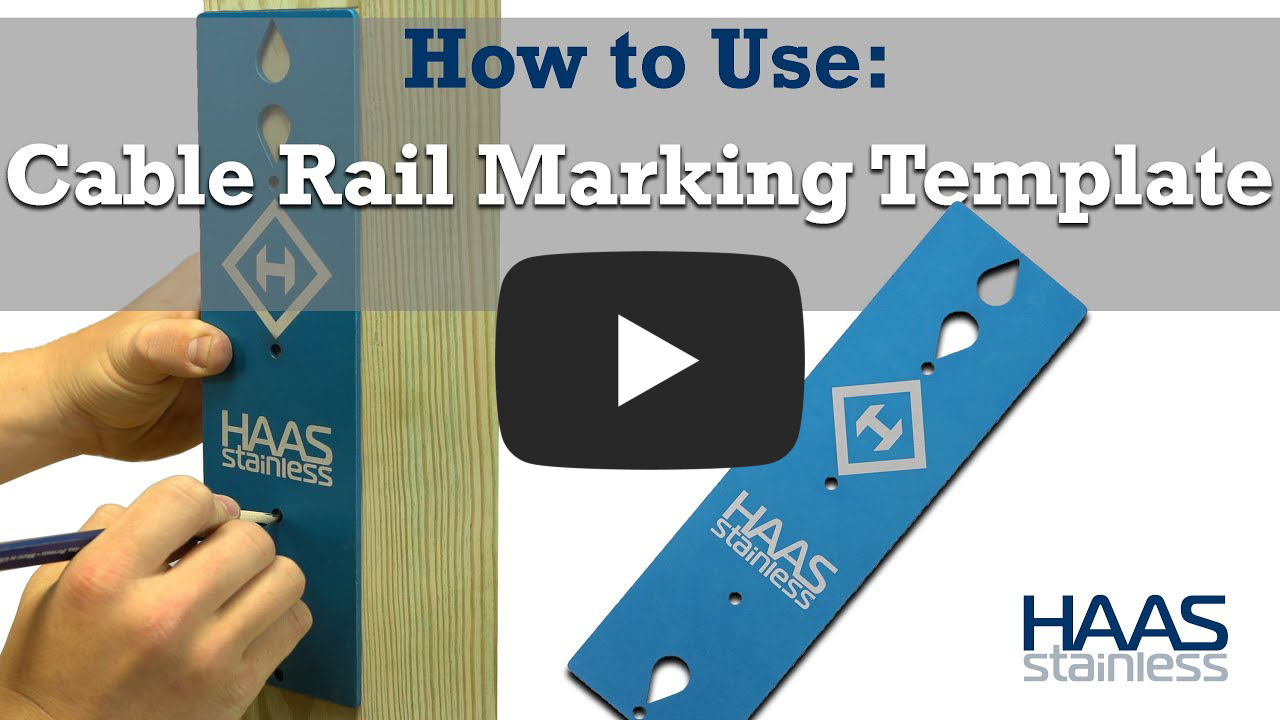 How to Use:
Cable Rail Marking Template
H
HAAS
stainless
H
HAAS
stainless
HAAS
stainless